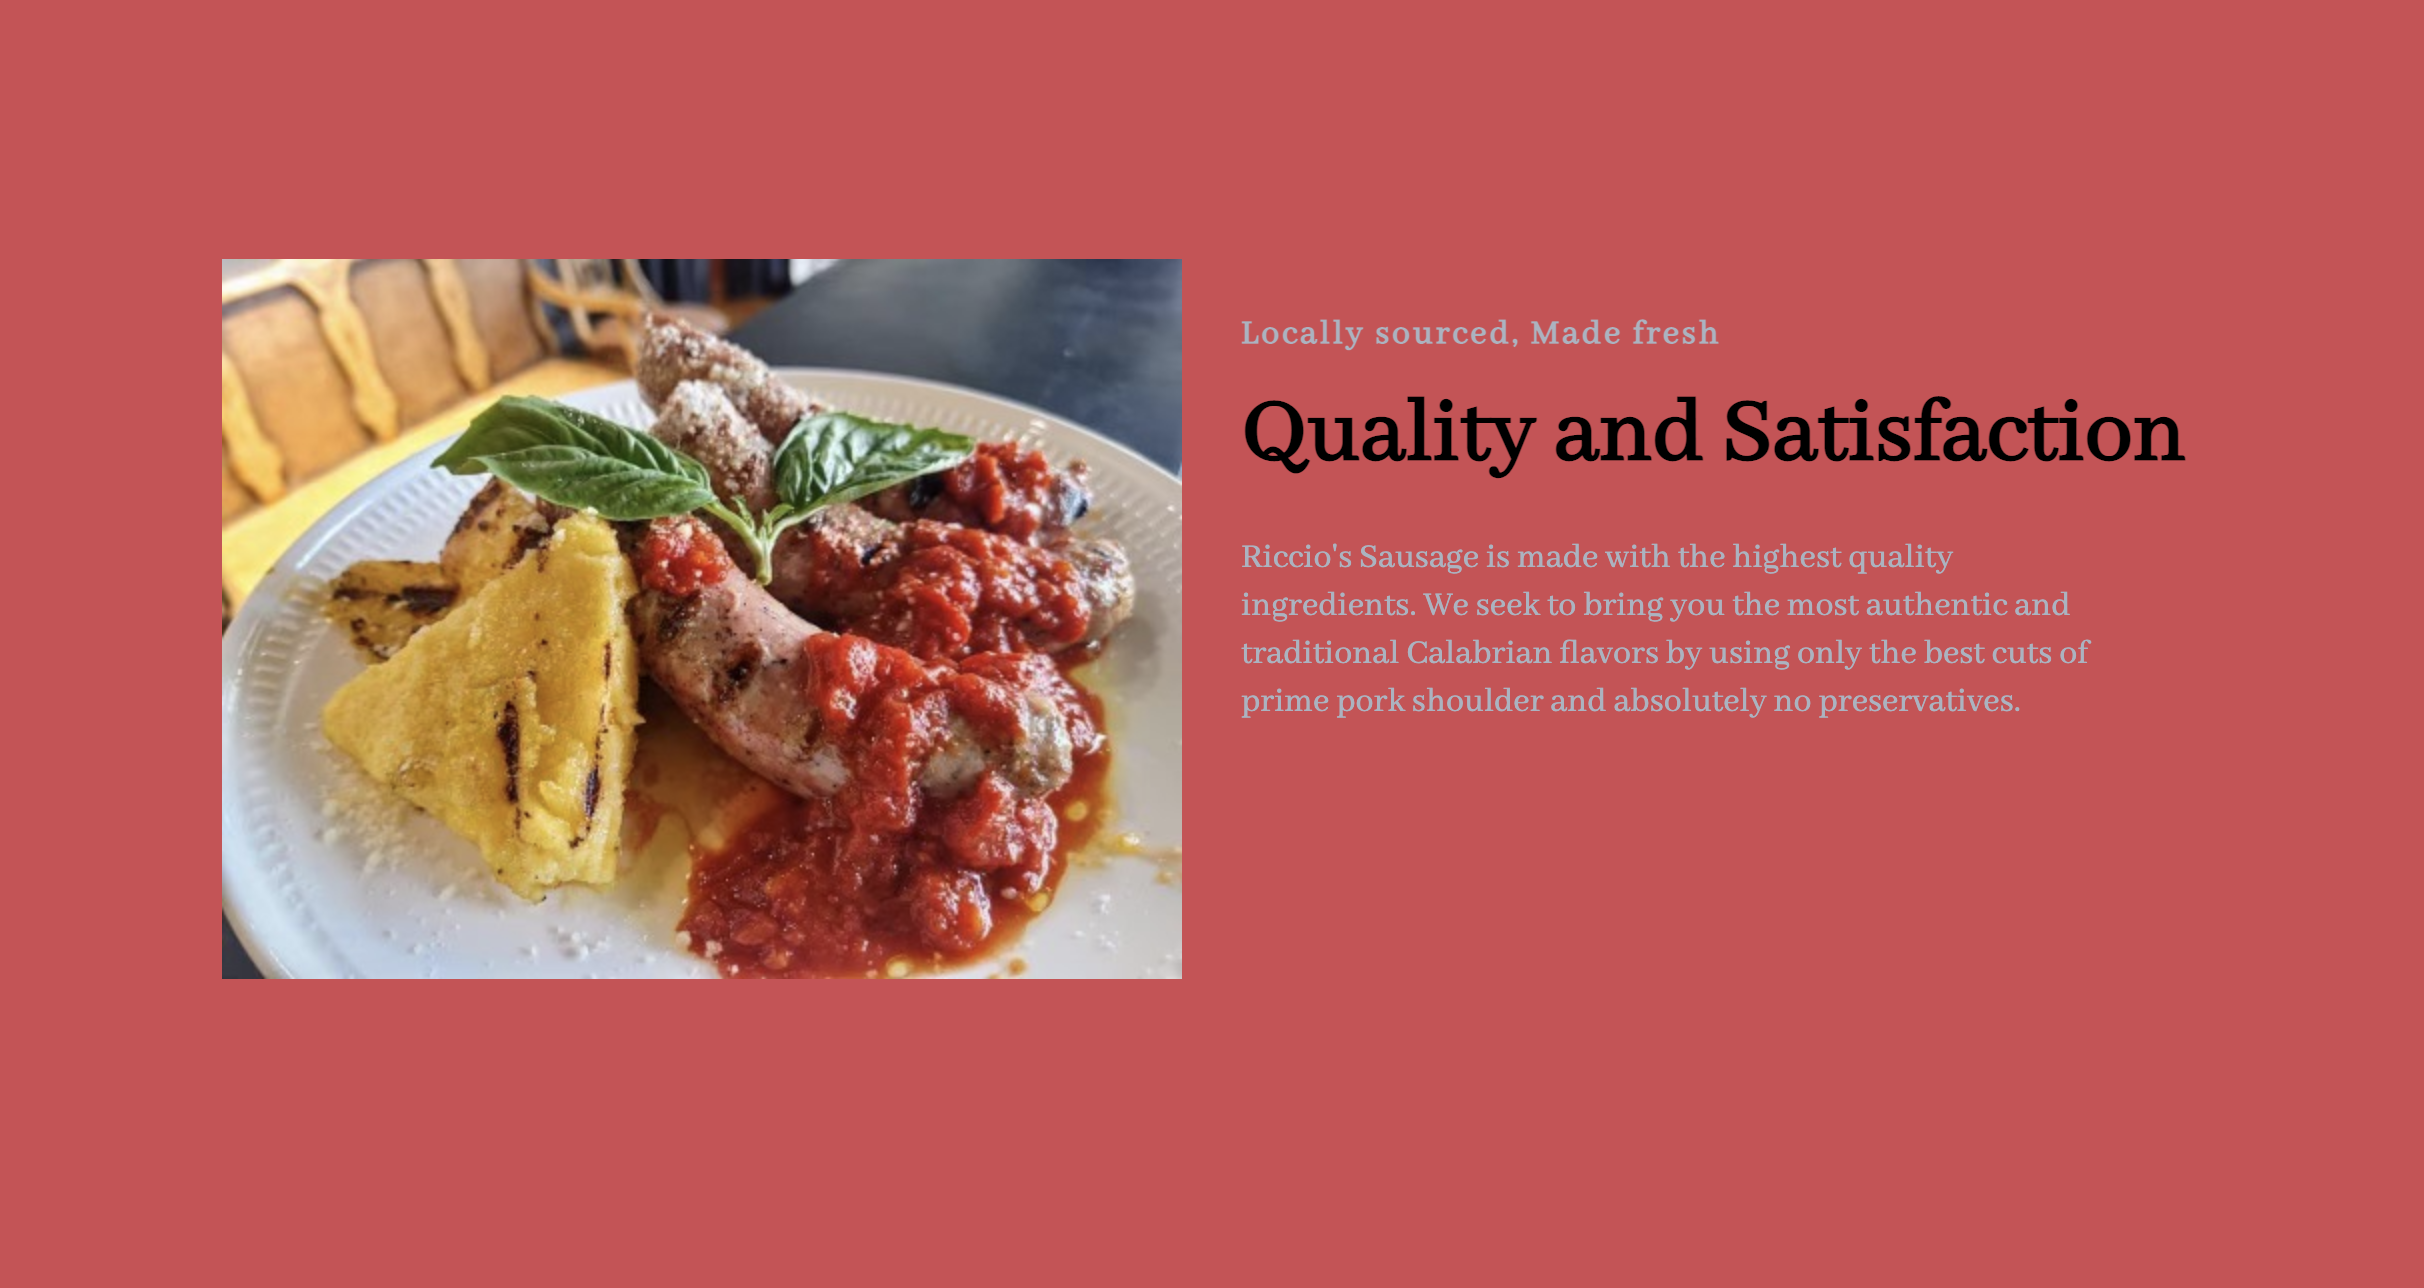 Locally sourced, Made fresh
Quality and Satisfaction
Riccio's Sausage is made with the highest quality
ingredients. We seek to bring you the most authentic and
traditional Calabrian flavors by using only the best cuts of
prime pork shoulder and absolutely no preservatives.